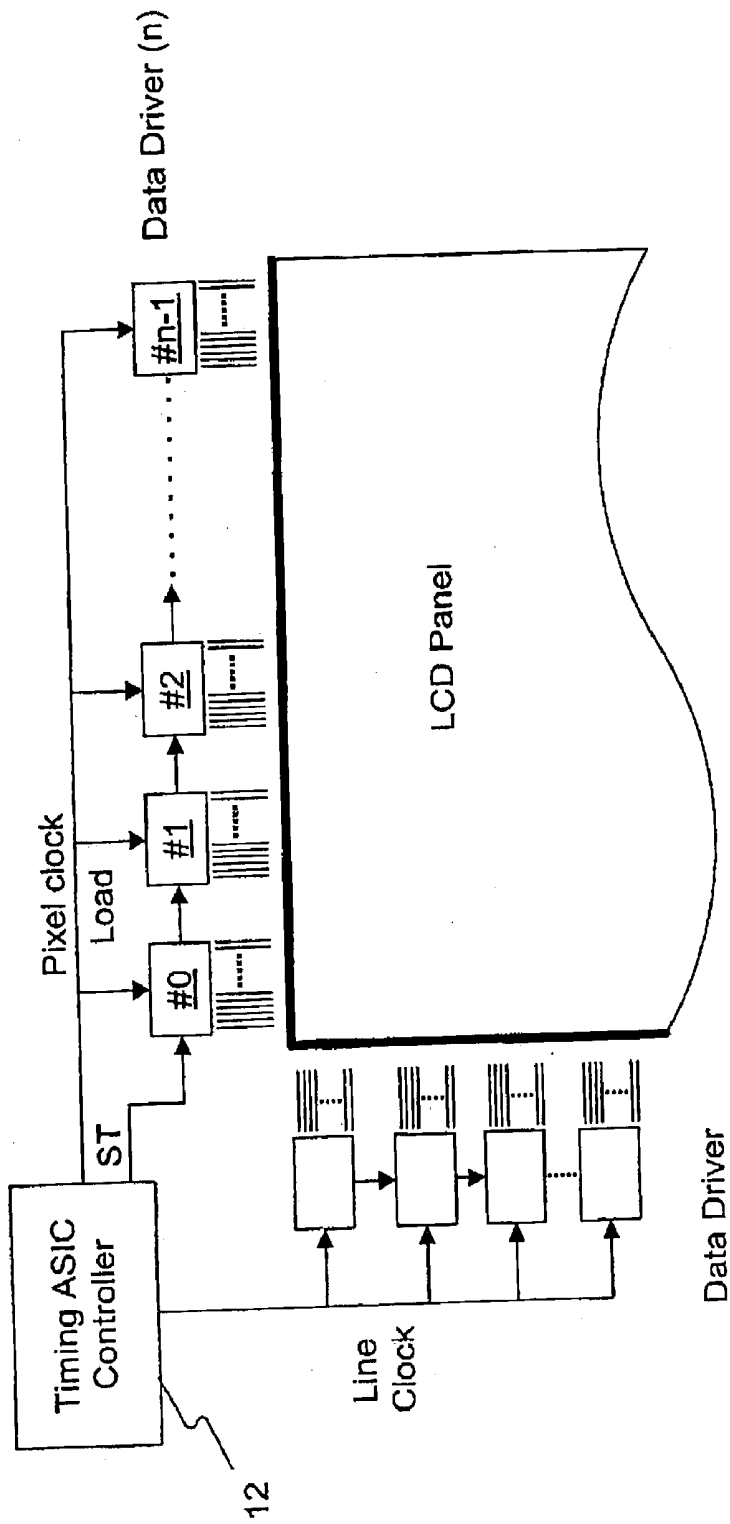 Timing ASIC
Controller
12
ST
Pixel clock
Load
Data Driver (n)
#0
#1
#2
#n-1
Line
Clock
LCD Panel
Data Driver